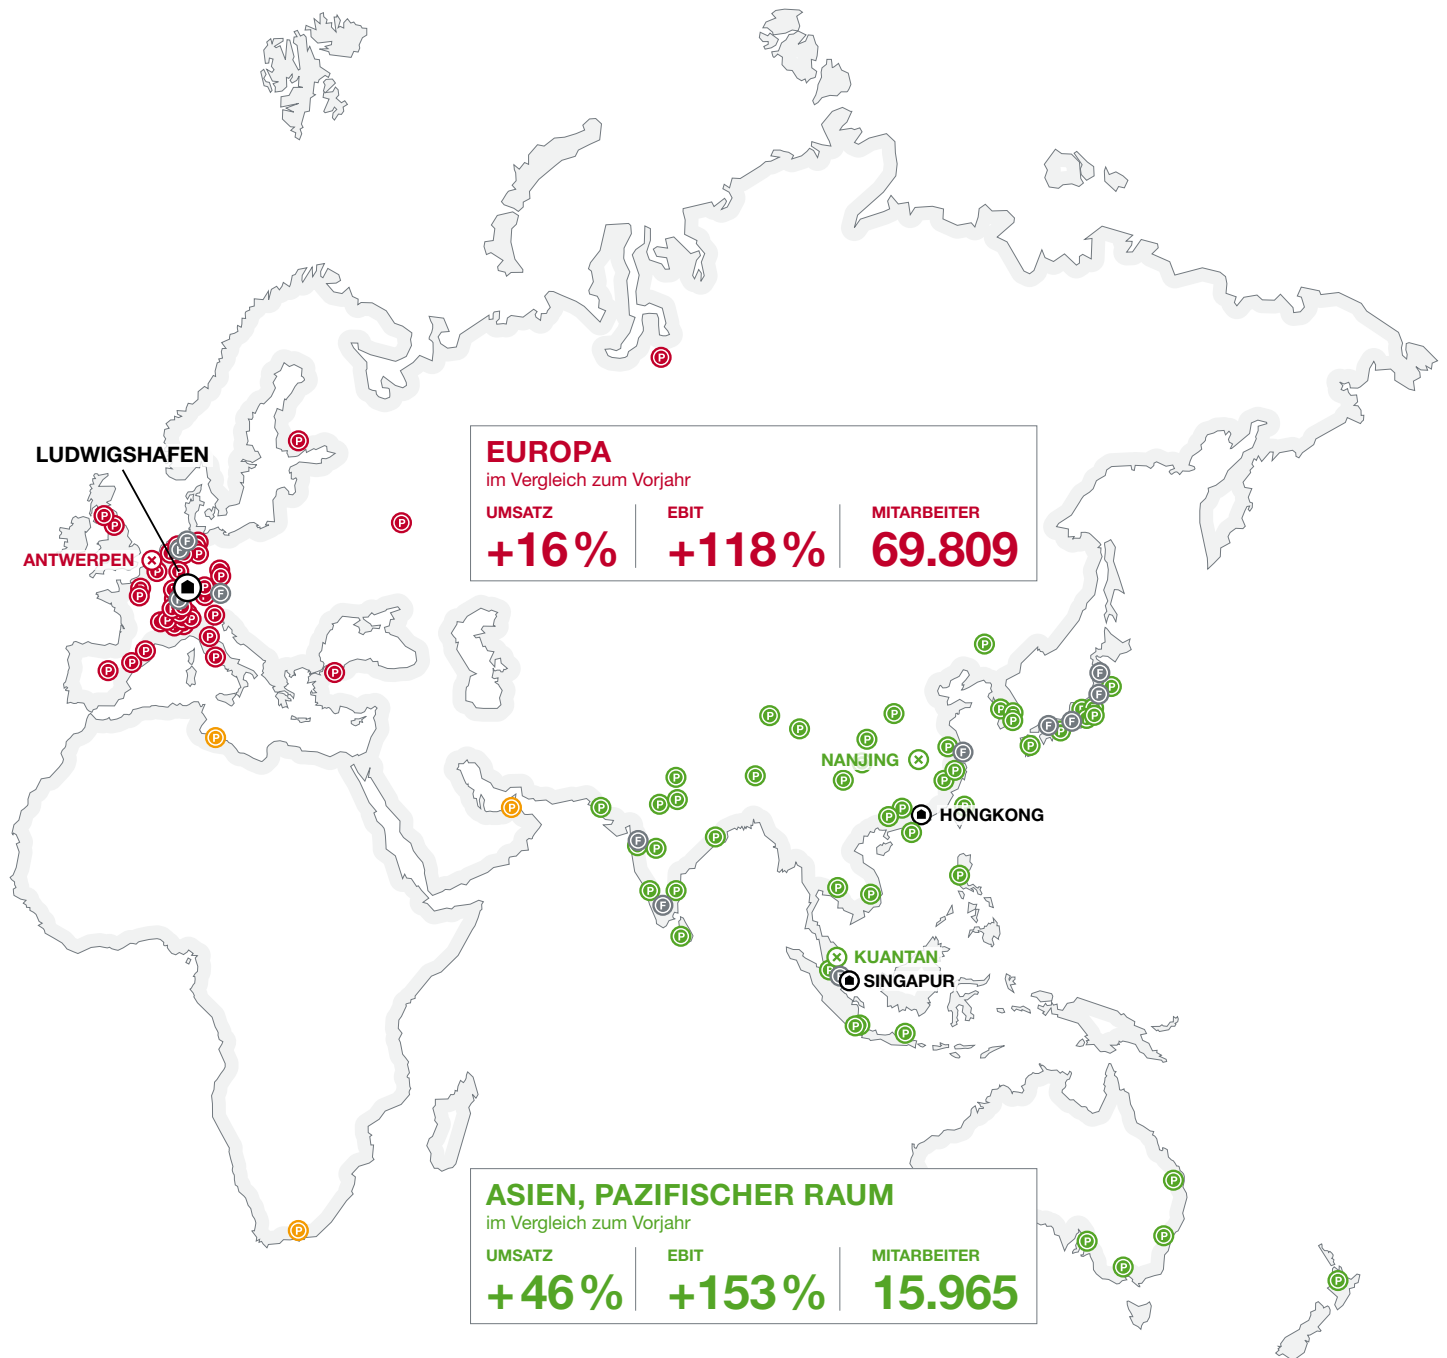 LUDWIGSHAFEN
ANTWERPEN
EUROPA
im Vergleich zum Vorjahr
UMSATZ
+16 %
EBIT
+118 %
MITARBEITER
69.809
NANJING
HONGKONG
KUANTAN
SINGAPUR
ASIEN, PAZIFISCHER RAUM
im Vergleich zum Vorjahr
UMSATZ
+ 46 %
EBIT
+153 %
MITARBEITER
15.965